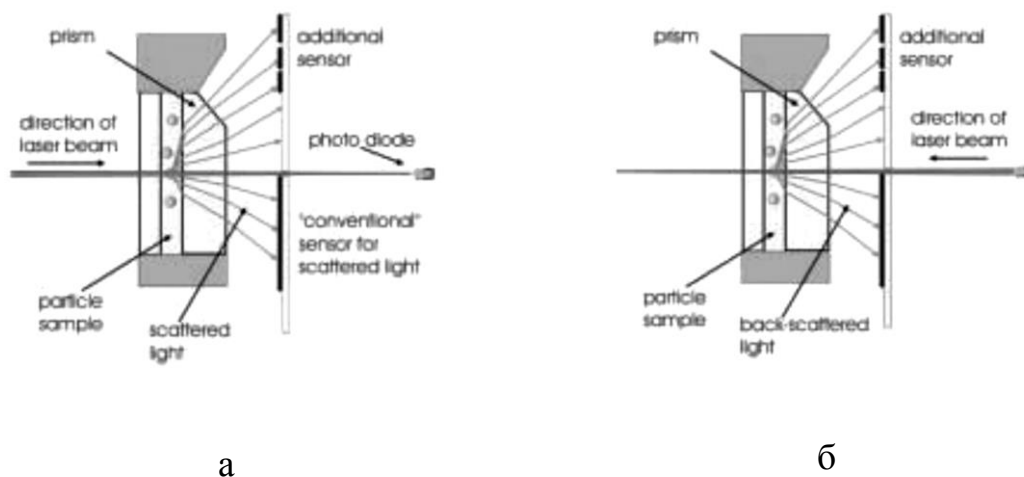 prism
additional
sensor
direction of
laser beam
photo diode
"conventional"
sensor for
scattered light
particle
sample
scattered
light
а
prism
additional
sensor
direction of
laser beam
particle
sample
back-scattered
light
б